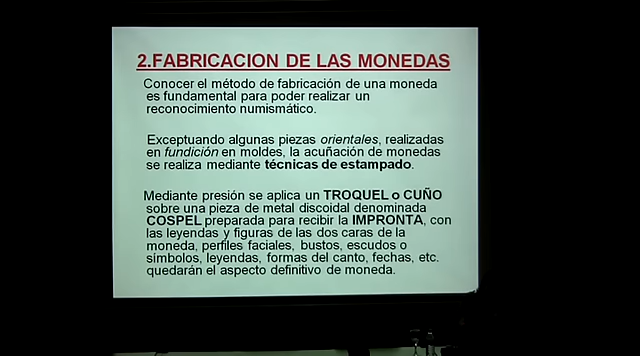 2.FABRICACION DE LAS MONEDAS
Conocer el método de fabricación de una moneda
es fundamental para poder realizar un
reconocimiento numismático.
Exceptuando algunas piezas orientales, realizadas
en fundición en moldes, la acuñación de monedas
se realiza mediante técnicas de estampado.
Mediante presión se aplica un TROQUEL o CUÑO
sobre una pieza de metal discoidal denominada
COSPEL preparada para recibir la IMPRONTA, con
las leyendas y figuras de las dos caras de la
moneda, perfiles faciales, bustos, escudos o
símbolos, leyendas, formas del canto, fechas, etc.
quedarán el aspecto definitivo de moneda.